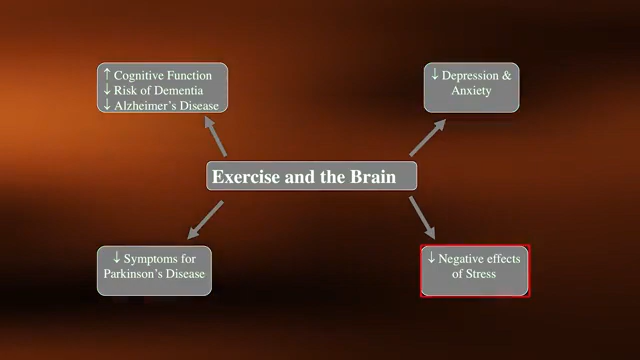 ↑ Cognitive Function
↓ Risk of Dementia
↓ Alzheimer's Disease
↓ Depression &
Anxiety
Exercise and the Brain
↓ Symptoms for
Parkinson's Disease
↓ Negative effects
of Stress